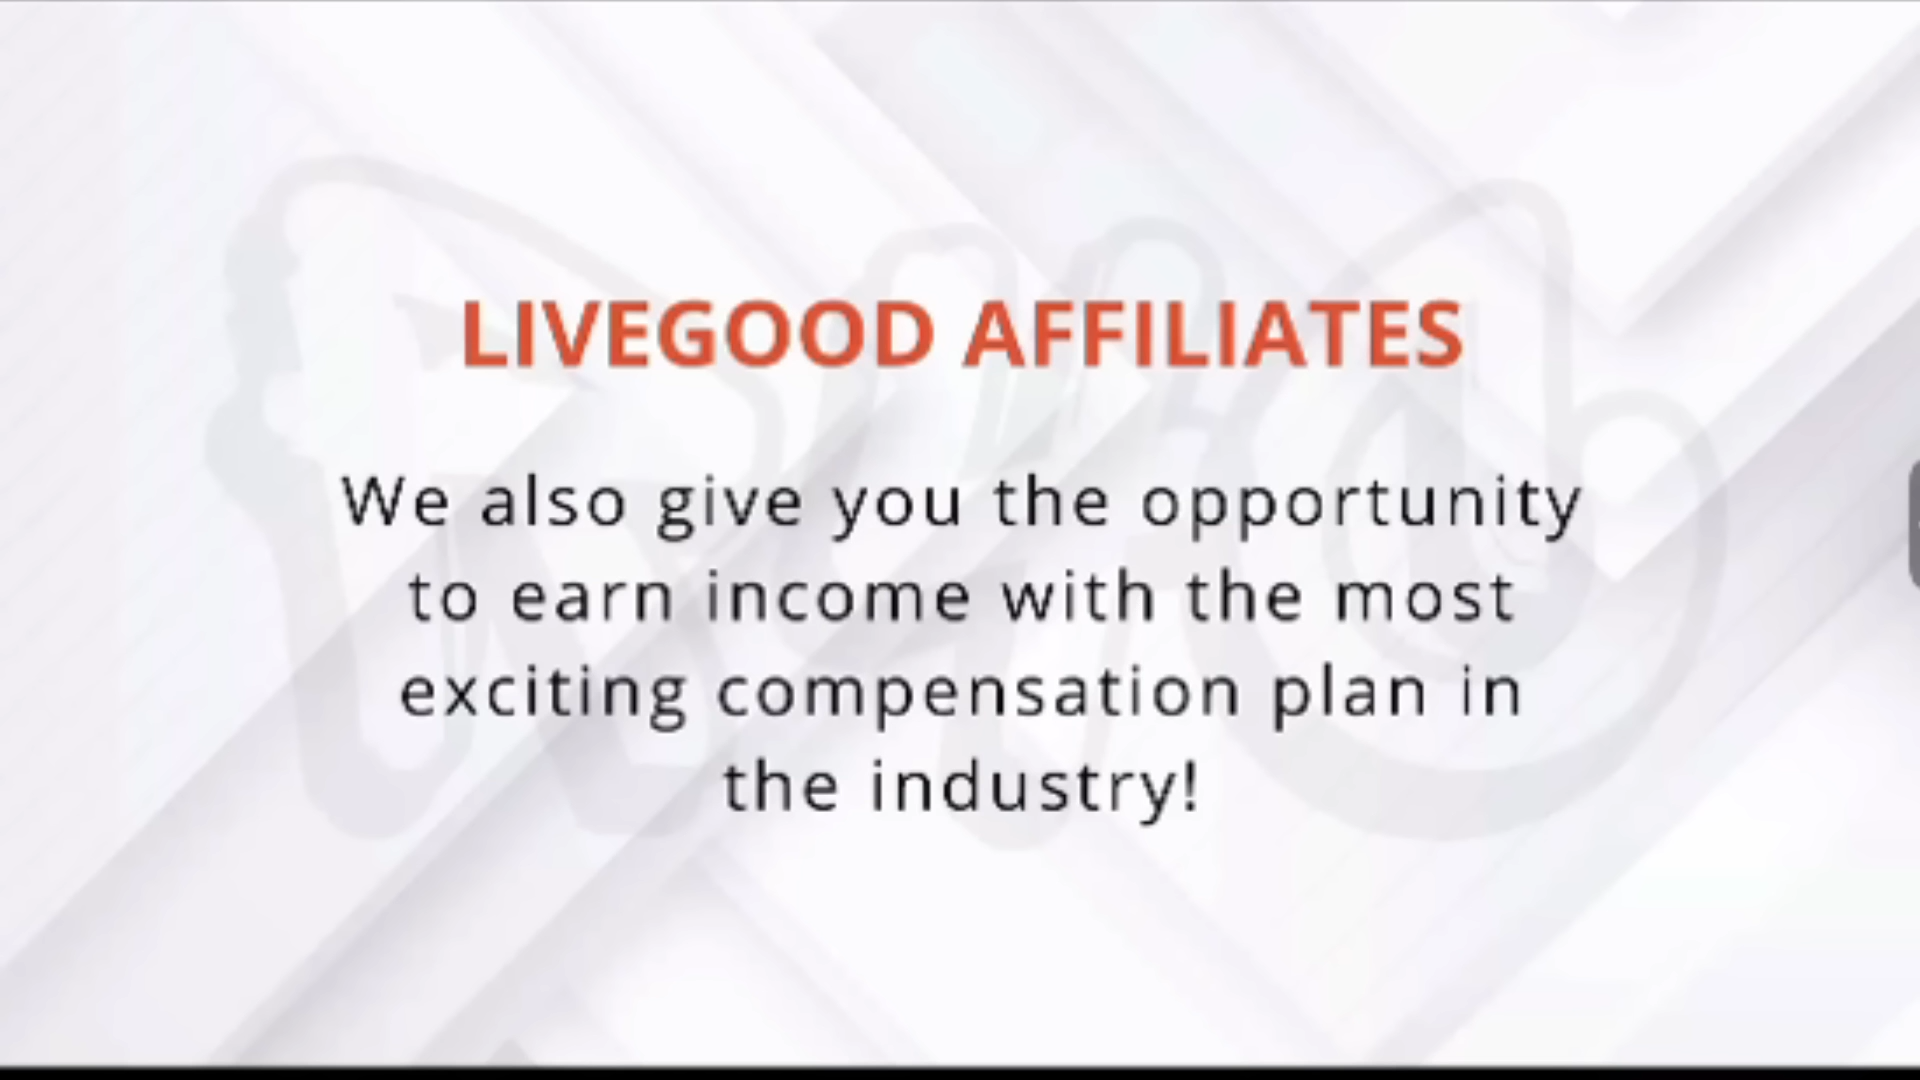 LIVEGOOD AFFILIATES
We also give you the opportunity
to earn income with the most
exciting compensation plan in
the industry!